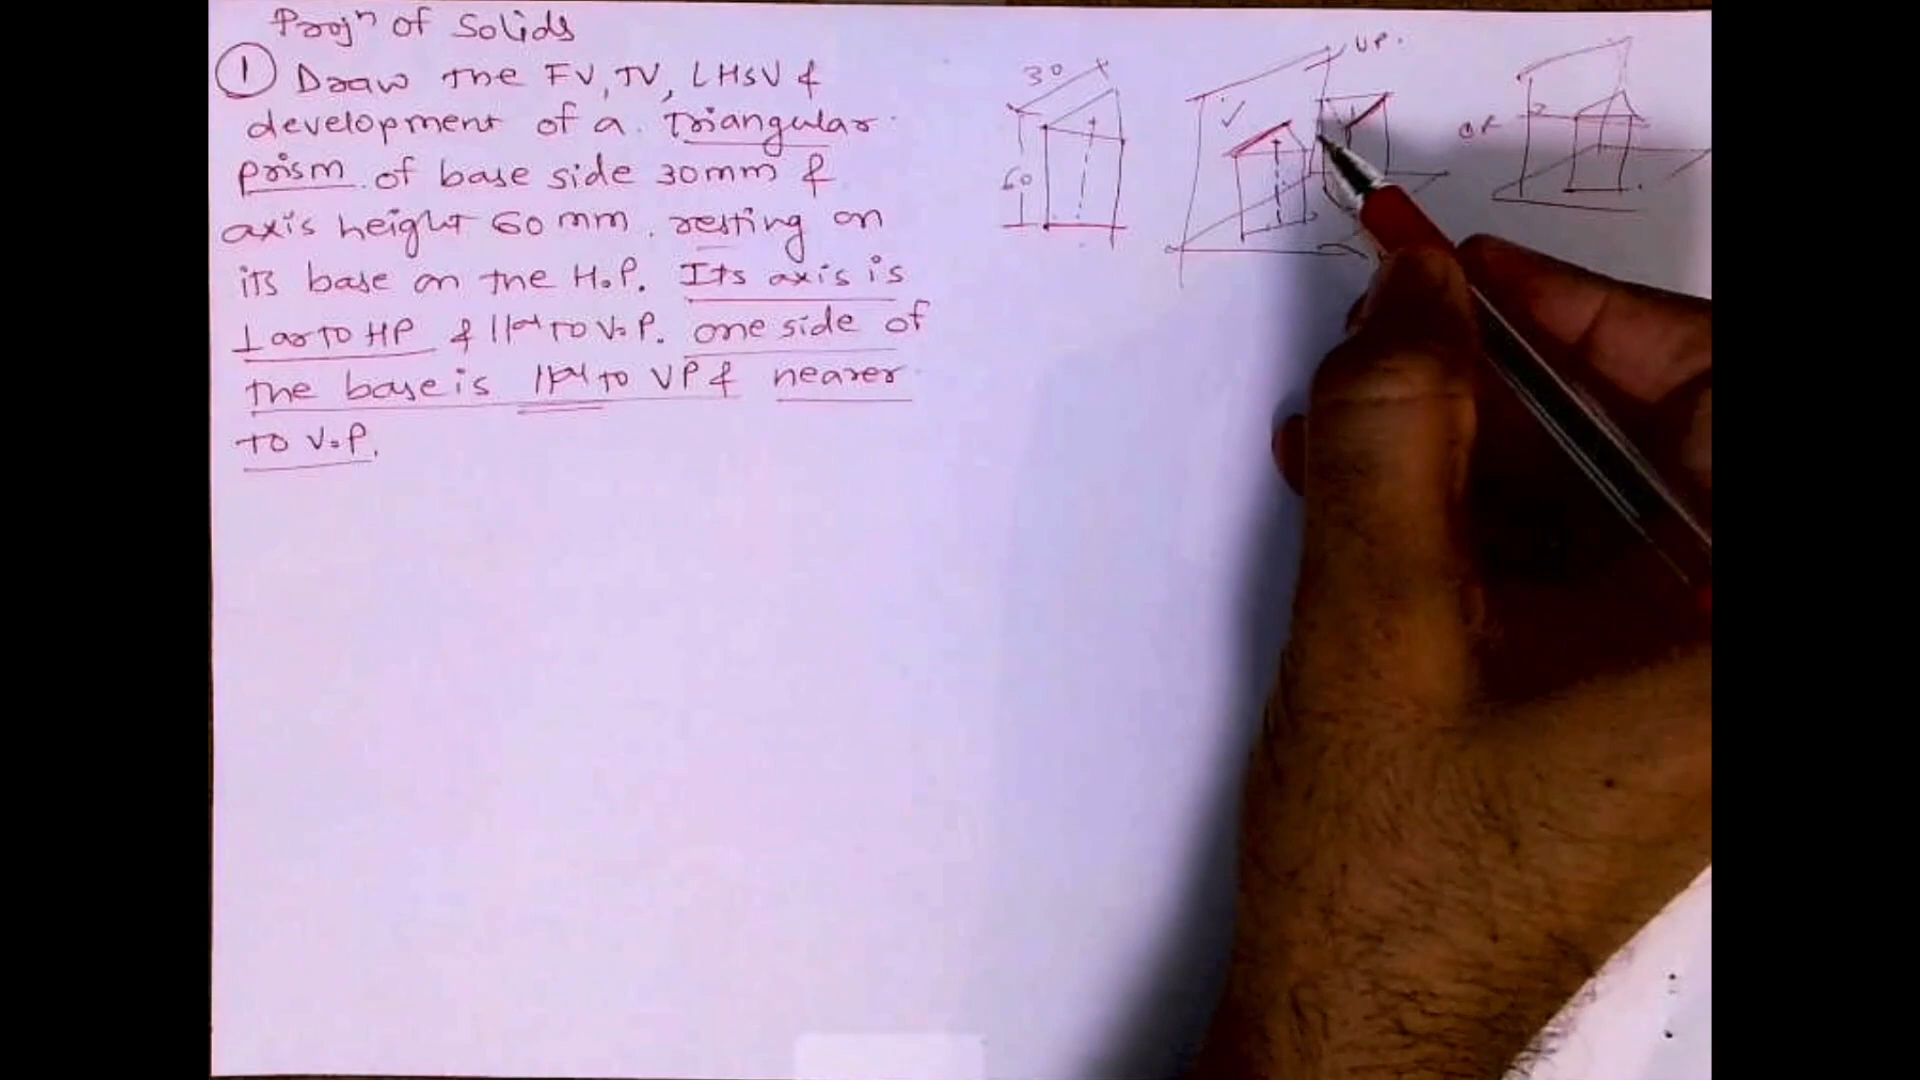 Projn of Solids
① Draw the FV, TV, LHSV &
development of a Triangular
prism of base side 30mm &
axis height 60 mm, resting on
its base on the H.P. Its axis is
⊥ar to HP & ||el to V.P. one side of
the base is ||el to VP & nearer
to V.P.
30
60
VP.
or